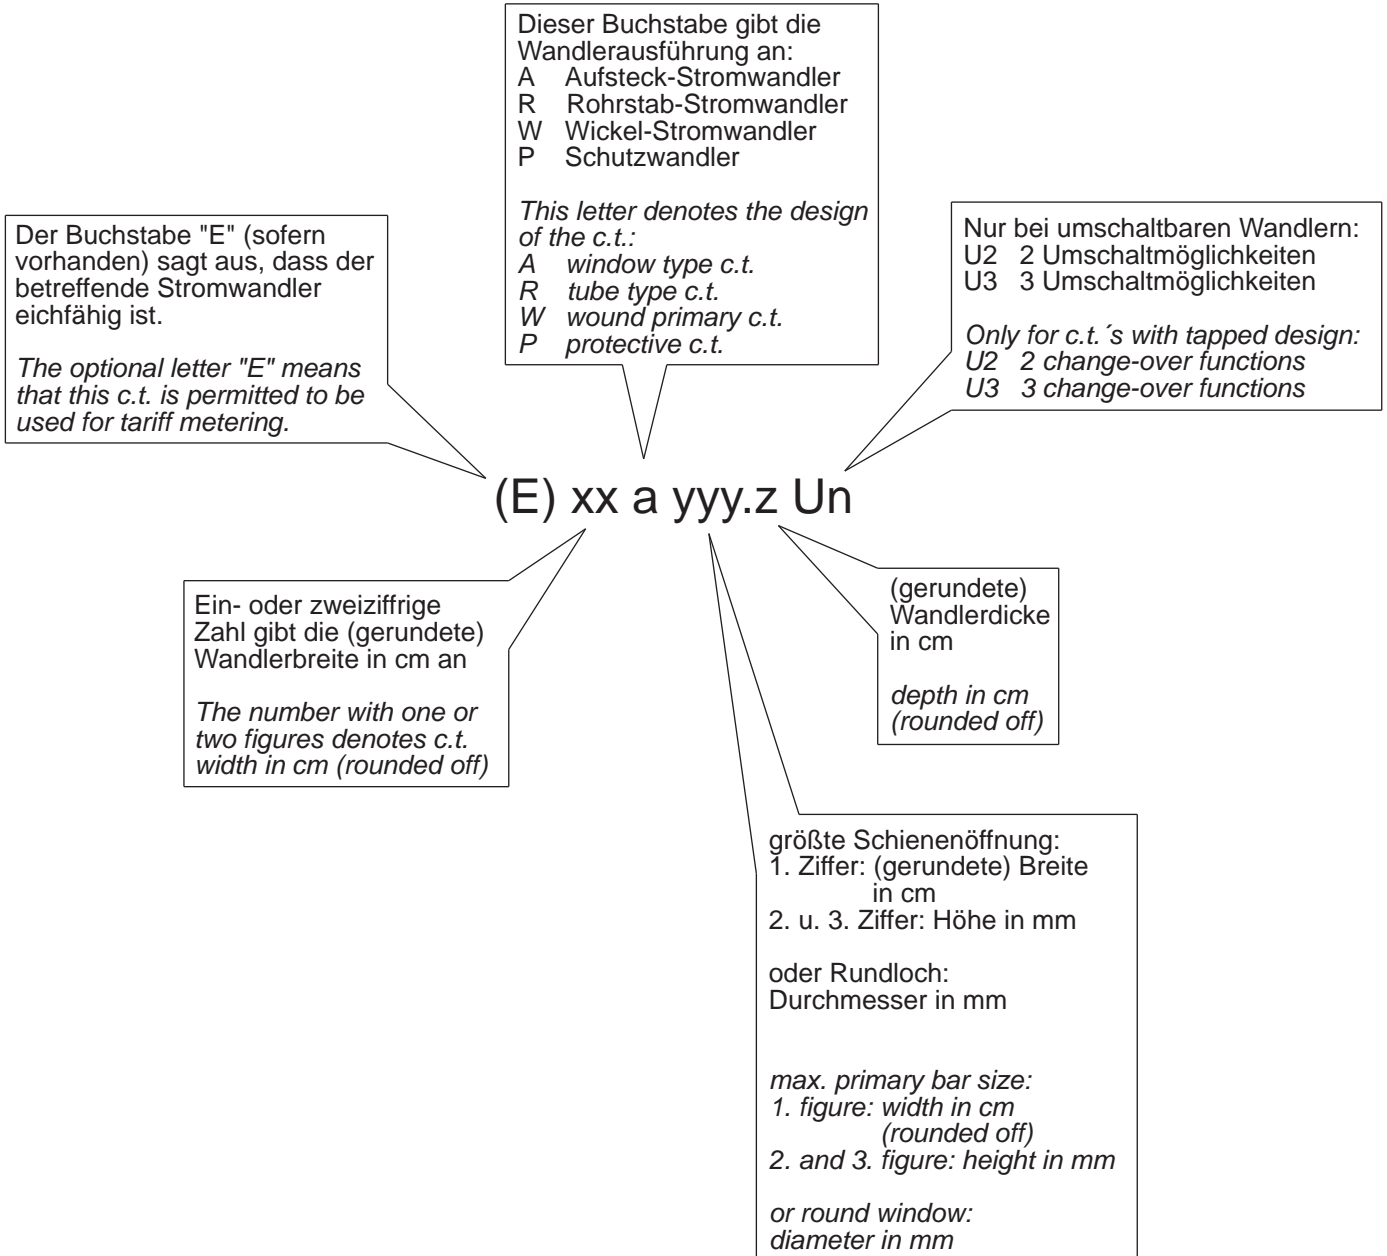 Dieser Buchstabe gibt die
Wandlerausführung an:
A Aufsteck-Stromwandler
R Rohrstab-Stromwandler
W Wickel-Stromwandler
P Schutzwandler
This letter denotes the design
of the c.t.:
A window type c.t.
R tube type c.t.
W wound primary c.t.
P protective c.t.
Der Buchstabe "E" (sofern
vorhanden) sagt aus, dass der
betreffende Stromwandler
eichfähig ist.
The optional letter "E" means
that this c.t. is permitted to be
used for tariff metering.
Nur bei umschaltbaren Wandlern:
U2 2 Umschaltmöglichkeiten
U3 3 Umschaltmöglichkeiten
Only for c.t.´s with tapped design:
U2 2 change-over functions
U3 3 change-over functions
(E) xx a yyy.z Un
Ein- oder zweiziffrige
Zahl gibt die (gerundete)
Wandlerbreite in cm an
The number with one or
two figures denotes c.t.
width in cm (rounded off)
(gerundete)
Wandlerdicke
in cm
depth in cm
(rounded off)
größte Schienenöffnung:
1. Ziffer: (gerundete) Breite
in cm
2. u. 3. Ziffer: Höhe in mm
oder Rundloch:
Durchmesser in mm
max. primary bar size:
1. figure: width in cm
(rounded off)
2. and 3. figure: height in mm
or round window:
diameter in mm